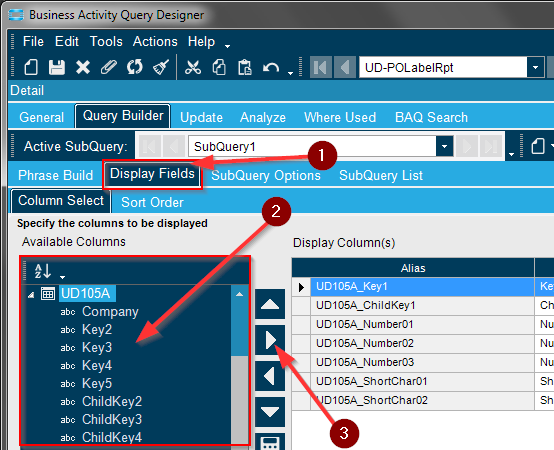 Business Activity Query Designer
File Edit Tools Actions Help
UD-POLabelRpt
Detail
General Query Builder Update Analyze Where Used BAQ Search
Active SubQuery: SubQuery1
1
Phrase Build Display Fields SubQuery Options SubQuery List
Column Select Sort Order
2
Specify the columns to be displayed
Available Columns Display Column(s)
A
Z
Alias
UD105A
UD105A_Key1 Ke
Company
UD105A_ChildKey1 Ch
Key2
UD105A_Number01 Nu
Key3
UD105A_Number02 Nu
Key4
UD105A_Number03 Nu
Key5
UD105A_ShortChar01 Sh
ChildKey2
UD105A_ShortChar02 Sh
ChildKey3
3
ChildKey4
abc
abc
abc
abc
abc
abc
abc
abc